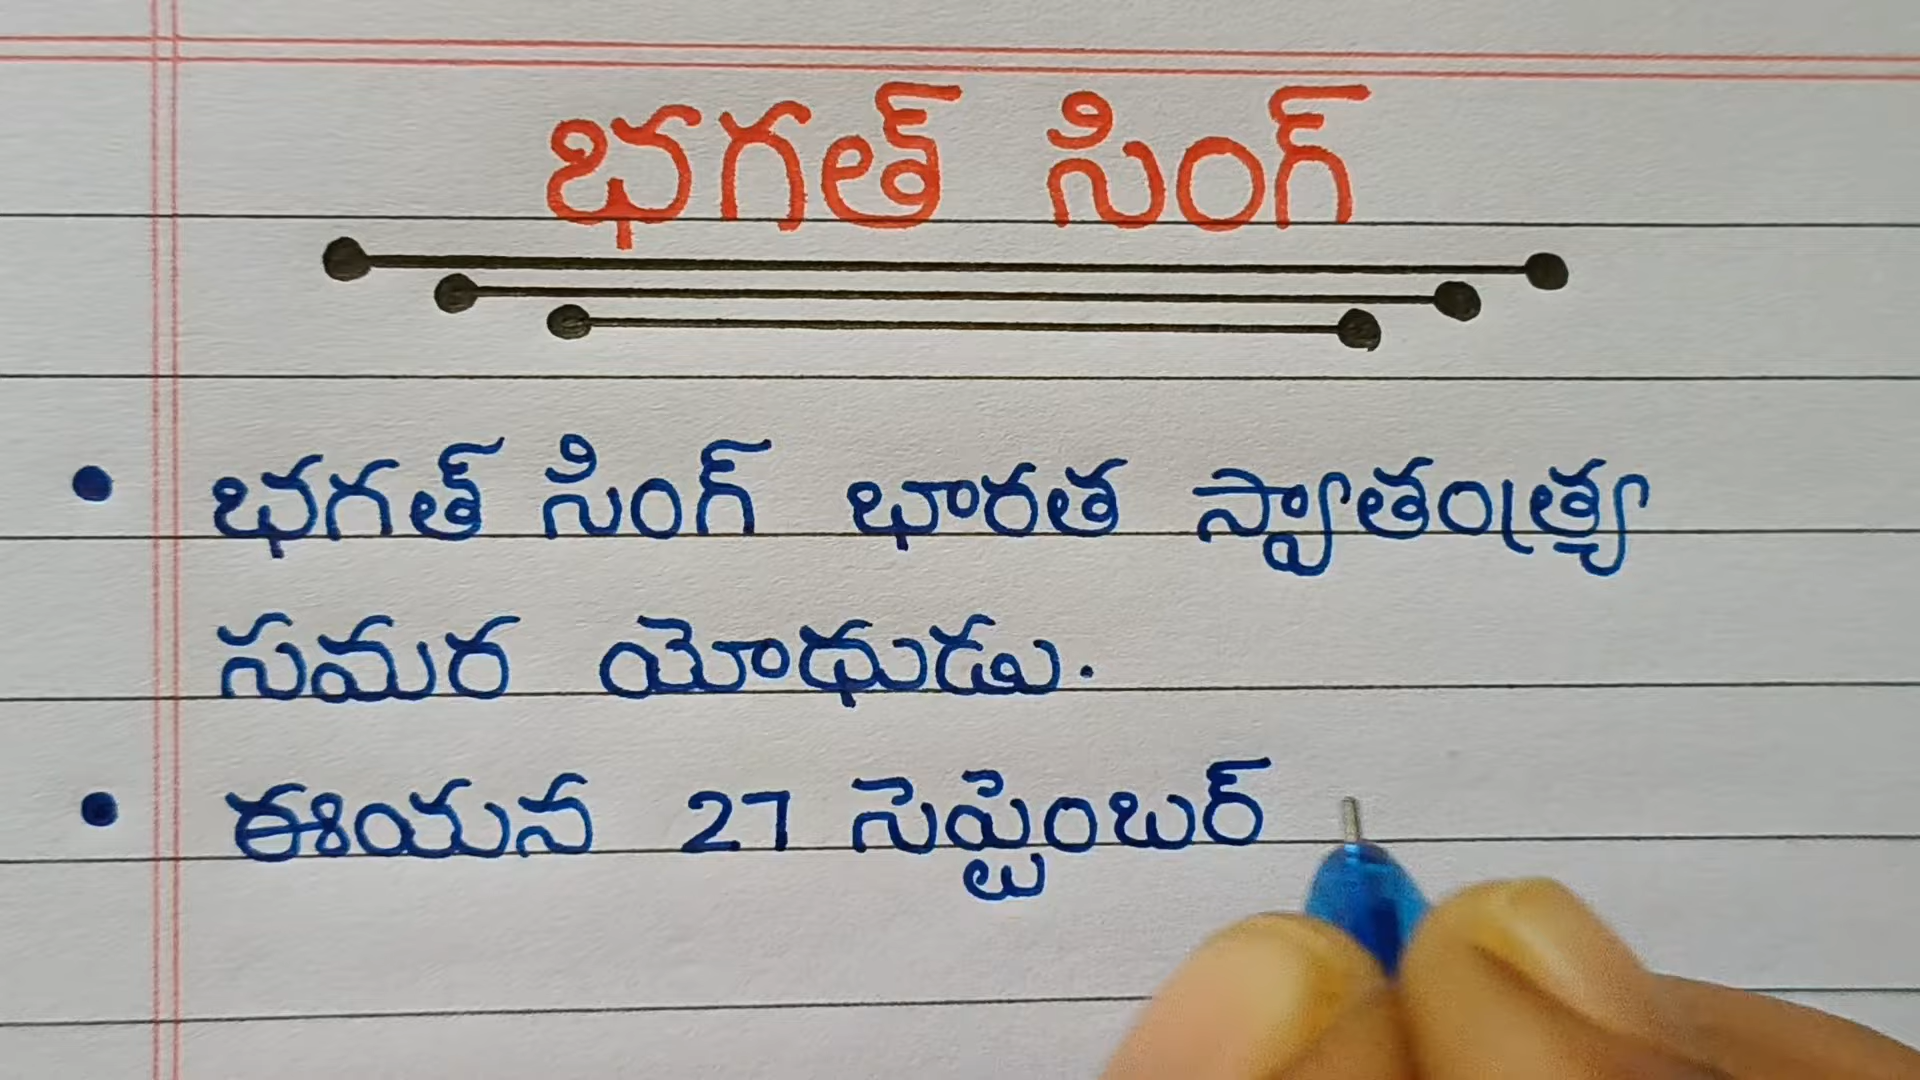 భగత్ సింగ్
• భగత్ సింగ్ భారత స్వాతంత్ర్య
సమర యోధుడు.
• ఈయన 27 సెప్టెంబర్